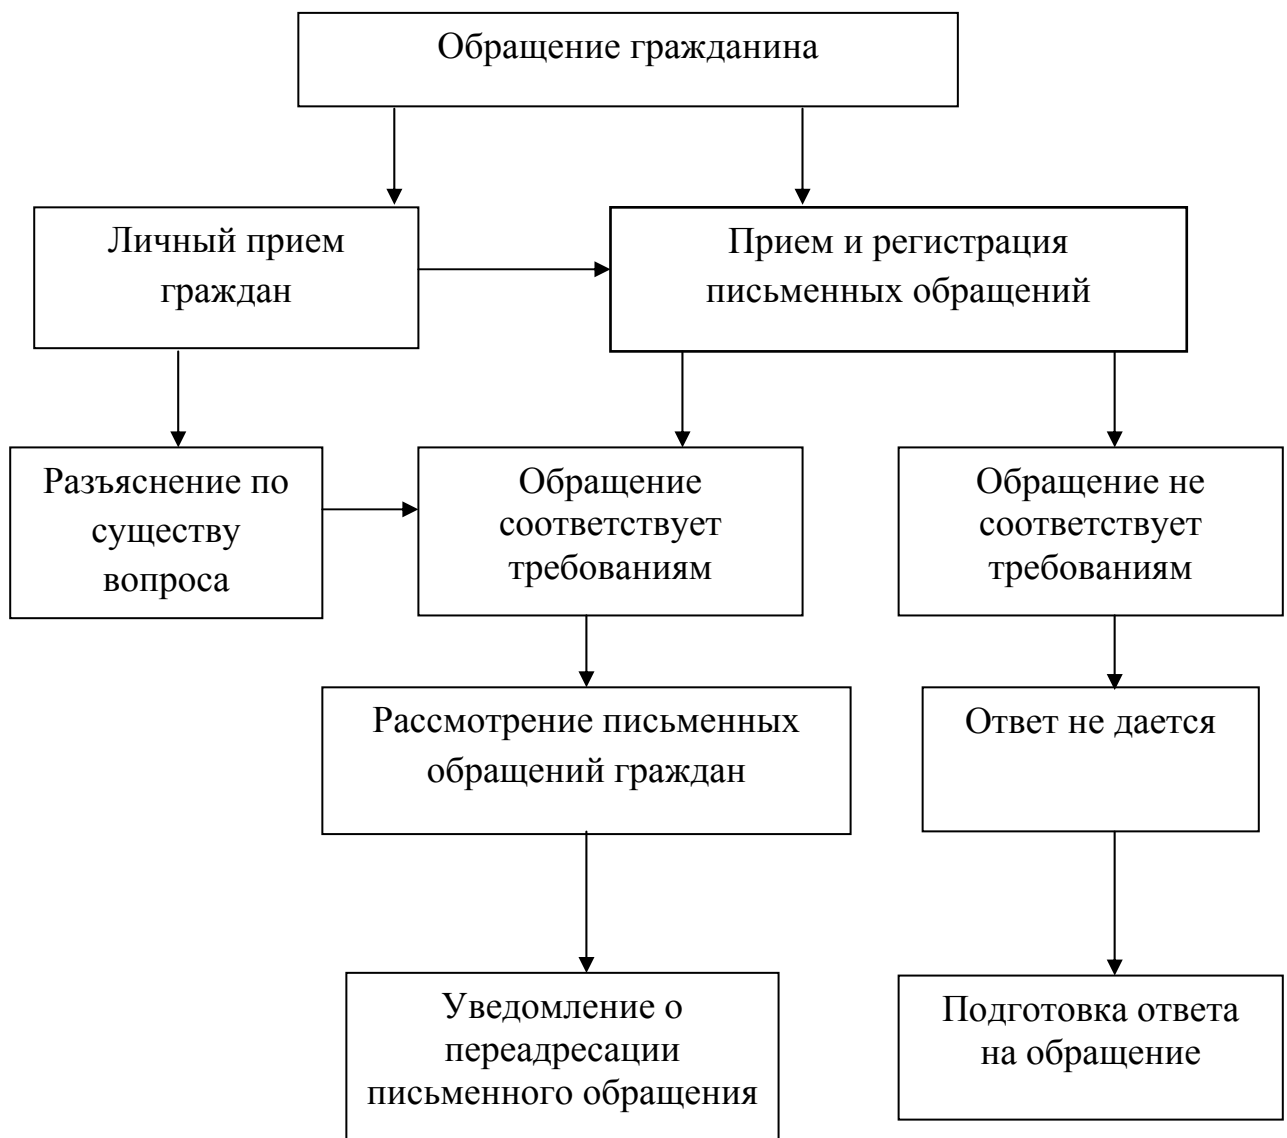 Обращение гражданина
Личный прием
граждан
Прием и регистрация
письменных обращений
Разъяснение по
существу
вопроса
Обращение
соответствует
требованиям
Обращение не
соответствует
требованиям
Рассмотрение письменных
обращений граждан
Ответ не дается
Уведомление о
переадресации
письменного обращения
Подготовка ответа
на обращение